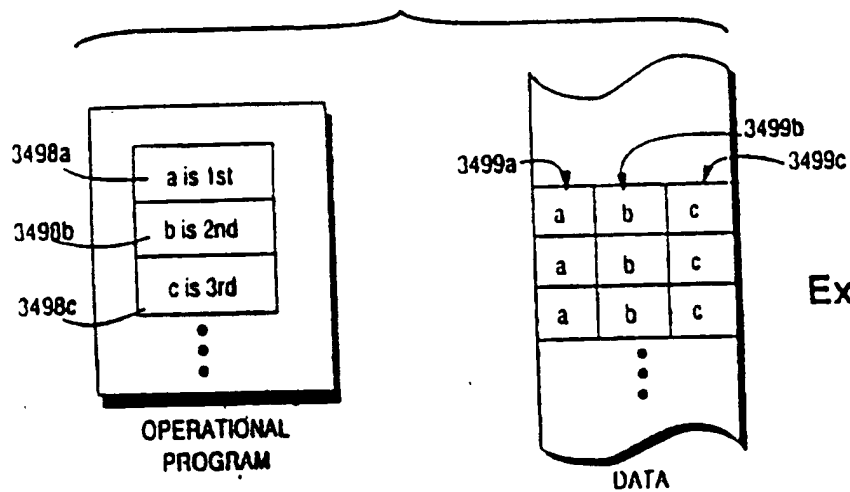 3498a
a is 1st
3498b
b is 2nd
3498c
c is 3rd
OPERATIONAL
PROGRAM
3499a
3499b
3499c
a b c
a b c
a b c
DATA
Ex